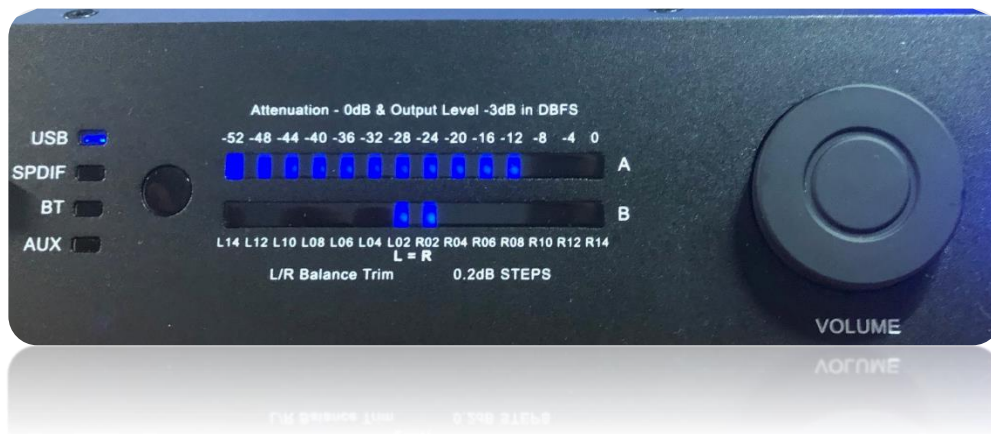 Attenuation - 0dB & Output Level -3dB in DBFS
USB
-52 -48 -44 -40 -36 -32 -28 -24 -20 -16 -12 -8 -4 0
SPDIF
A
BT
B
AUX
L14 L12 L10 L08 L06 L04 L02 R02 R04 R06 R08 R10 R12 R14
L = R
L/R Balance Trim 0.2dB STEPS
VOLUME